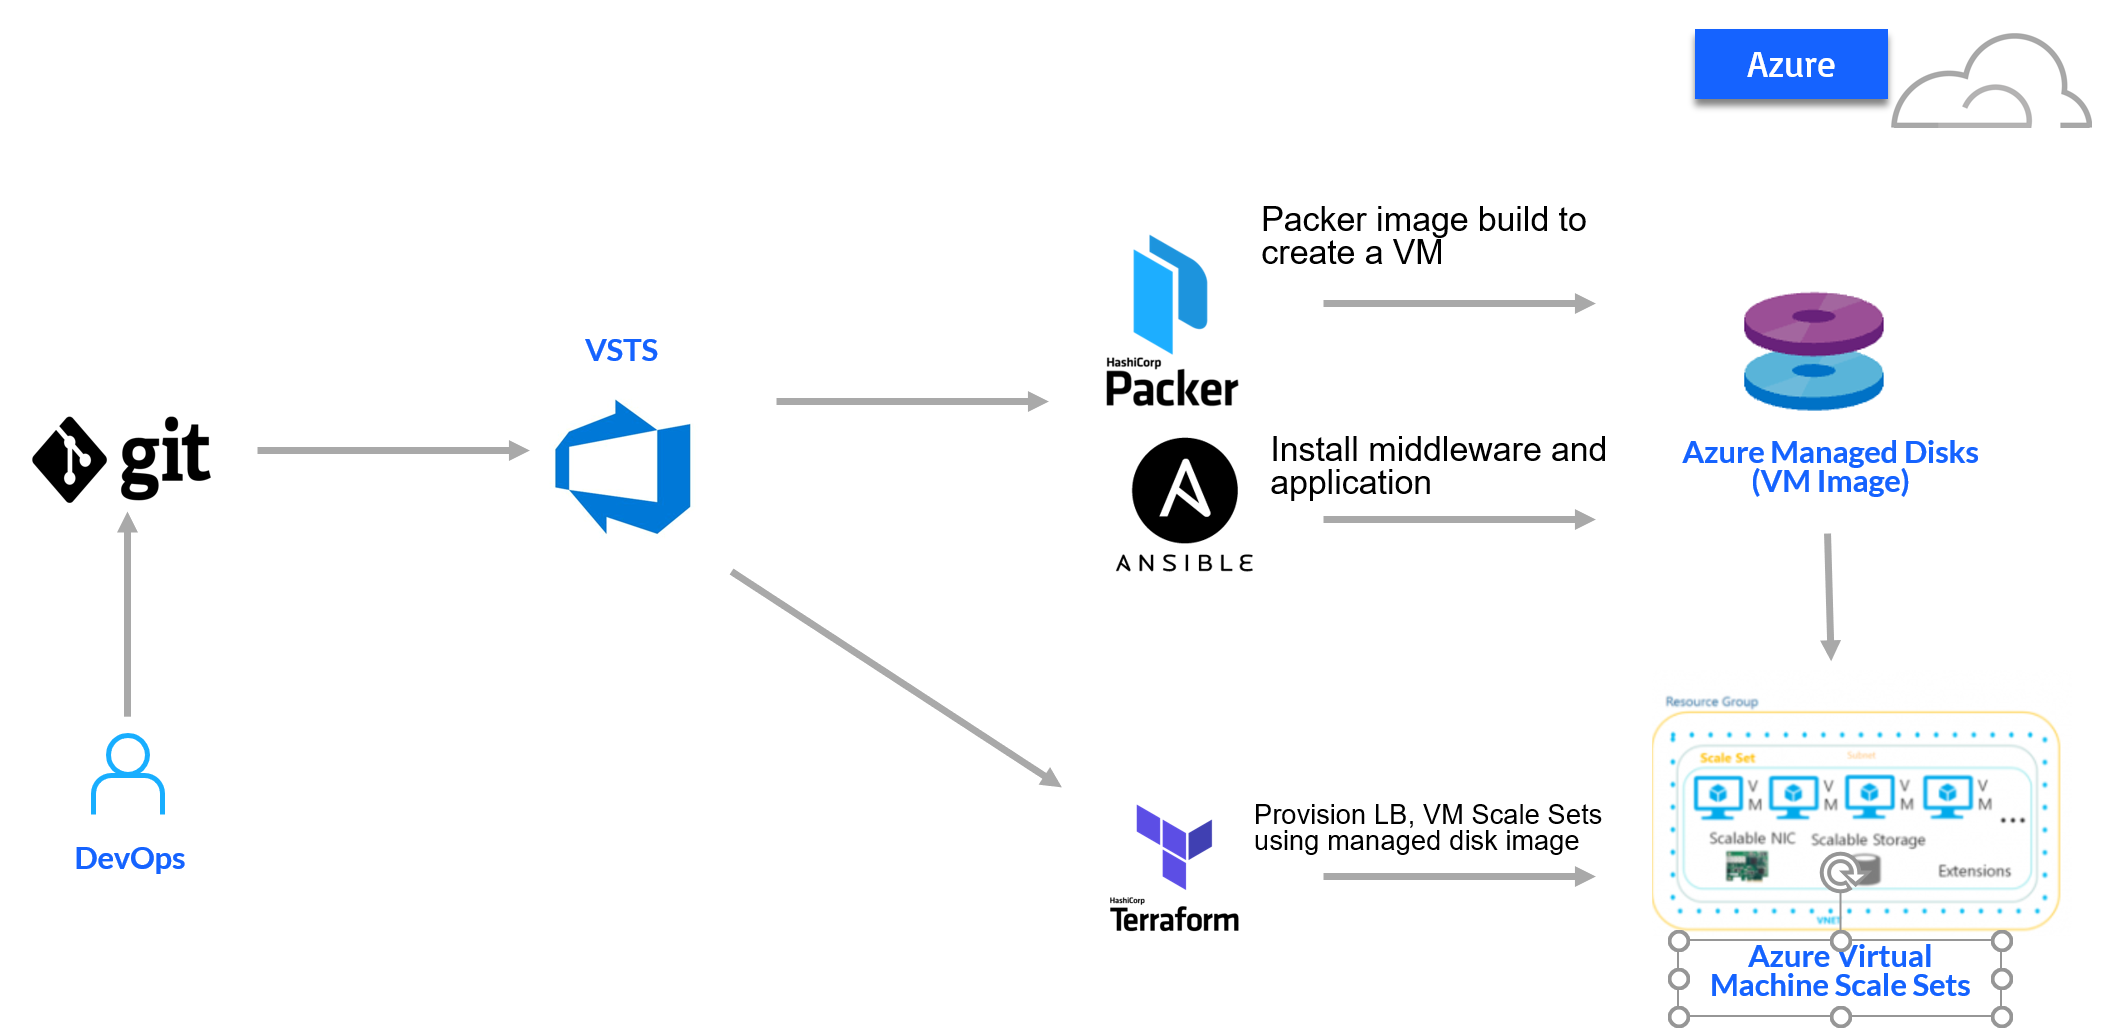 Azure
Packer image build to
create a VM
HashiCorp
Packer
VSTS
git
Install middleware and
application
ANSIBLE
Azure Managed Disks
(VM Image)
DevOps
HashiCorp
Terraform
Provision LB, VM Scale Sets
using managed disk image
Resource Group
Scale Set
Subnet
V
M
V
M
V
M
V
M
...
Scalable NIC
Scalable Storage
Extensions
VNET
Azure Virtual
Machine Scale Sets